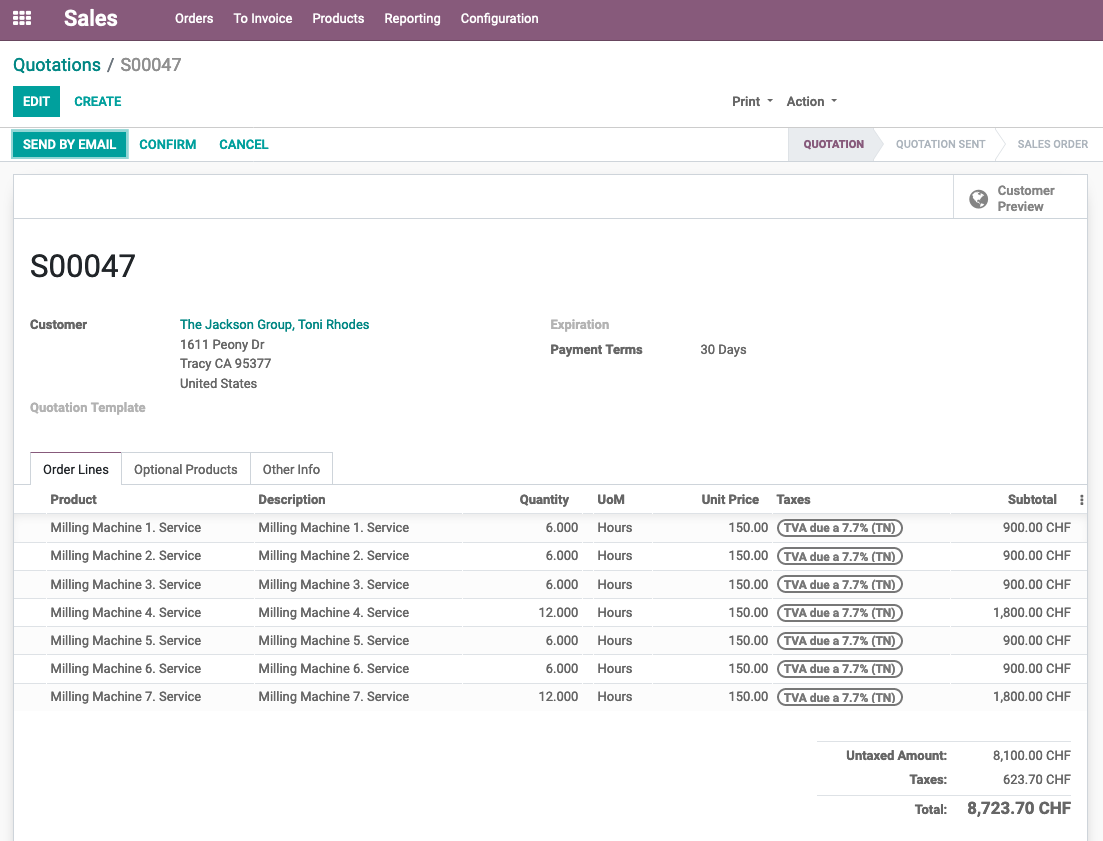 Sales Orders To Invoice Products Reporting Configuration
Quotations / S00047
EDIT CREATE Print Action
SEND BY EMAIL CONFIRM CANCEL QUOTATION QUOTATION SENT SALES ORDER
Customer
Preview
S00047
Customer The Jackson Group, Toni Rhodes Expiration
1611 Peony Dr
Payment Terms 30 Days
Tracy CA 95377
United States
Quotation Template
Order Lines Optional Products Other Info
Product Description Quantity UoM Unit Price Taxes Subtotal
Milling Machine 1. Service Milling Machine 1. Service 6.000 Hours 150.00 TVA due a 7.7% (TN) 900.00 CHF
Milling Machine 2. Service Milling Machine 2. Service 6.000 Hours 150.00 TVA due a 7.7% (TN) 900.00 CHF
Milling Machine 3. Service Milling Machine 3. Service 6.000 Hours 150.00 TVA due a 7.7% (TN) 900.00 CHF
Milling Machine 4. Service Milling Machine 4. Service 12.000 Hours 150.00 TVA due a 7.7% (TN) 1,800.00 CHF
Milling Machine 5. Service Milling Machine 5. Service 6.000 Hours 150.00 TVA due a 7.7% (TN) 900.00 CHF
Milling Machine 6. Service Milling Machine 6. Service 6.000 Hours 150.00 TVA due a 7.7% (TN) 900.00 CHF
Milling Machine 7. Service Milling Machine 7. Service 12.000 Hours 150.00 TVA due a 7.7% (TN) 1,800.00 CHF
Untaxed Amount: 8,100.00 CHF
Taxes: 623.70 CHF
Total: 8,723.70 CHF